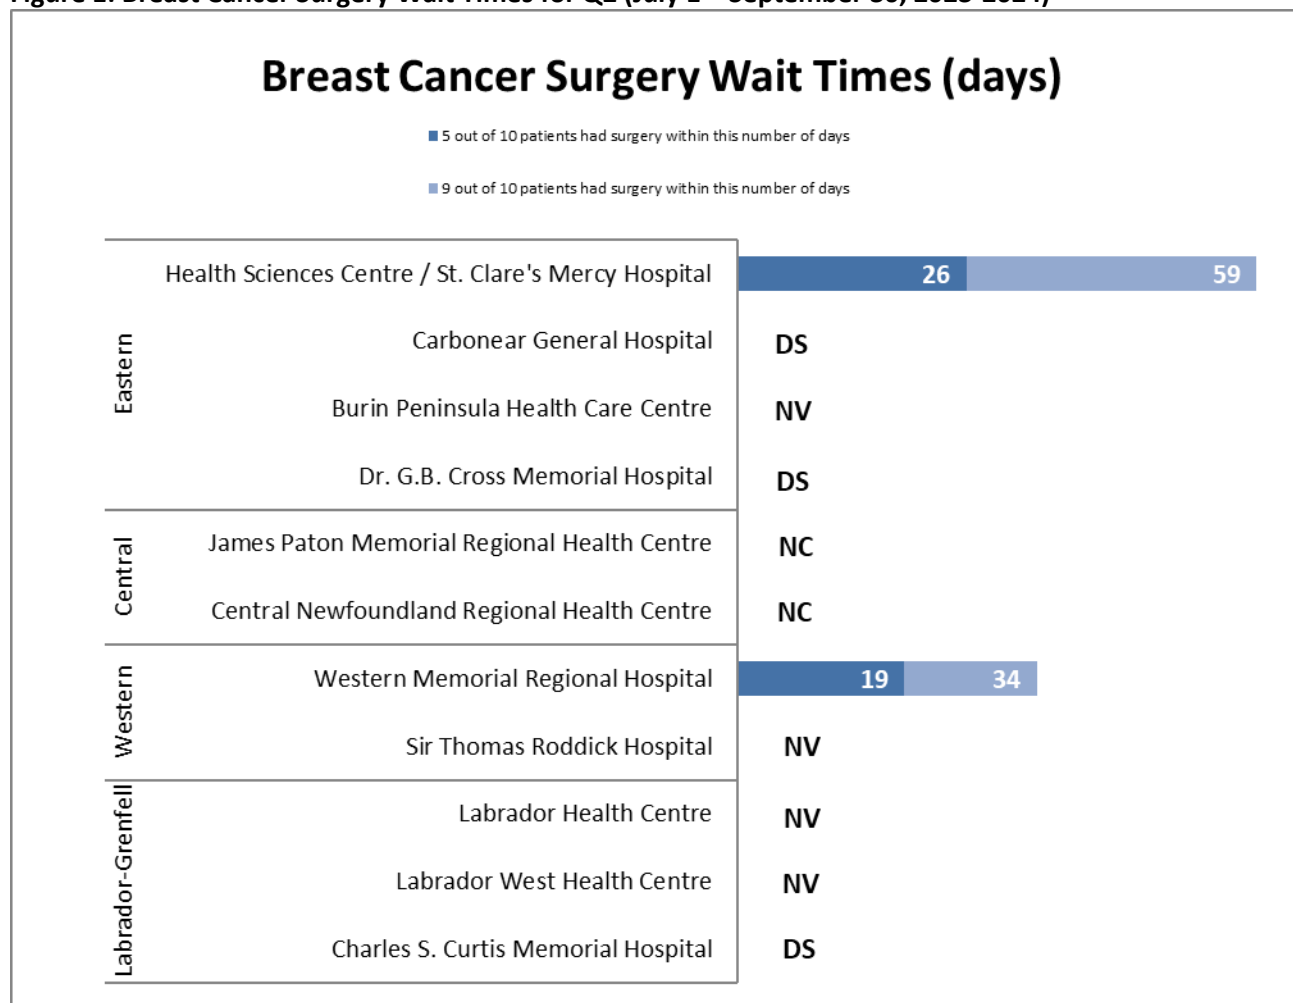 Breast Cancer Surgery Wait Times (days)
5 out of 10 patients had surgery within this number of days
9 out of 10 patients had surgery within this number of days
Eastern
Health Sciences Centre / St. Clare's Mercy Hospital 26 59
Carbonear General Hospital DS
Burin Peninsula Health Care Centre NV
Dr. G.B. Cross Memorial Hospital DS
Central
James Paton Memorial Regional Health Centre NC
Central Newfoundland Regional Health Centre NC
Western
Western Memorial Regional Hospital 19 34
Sir Thomas Roddick Hospital NV
Labrador-Grenfell
Labrador Health Centre NV
Labrador West Health Centre NV
Charles S. Curtis Memorial Hospital DS